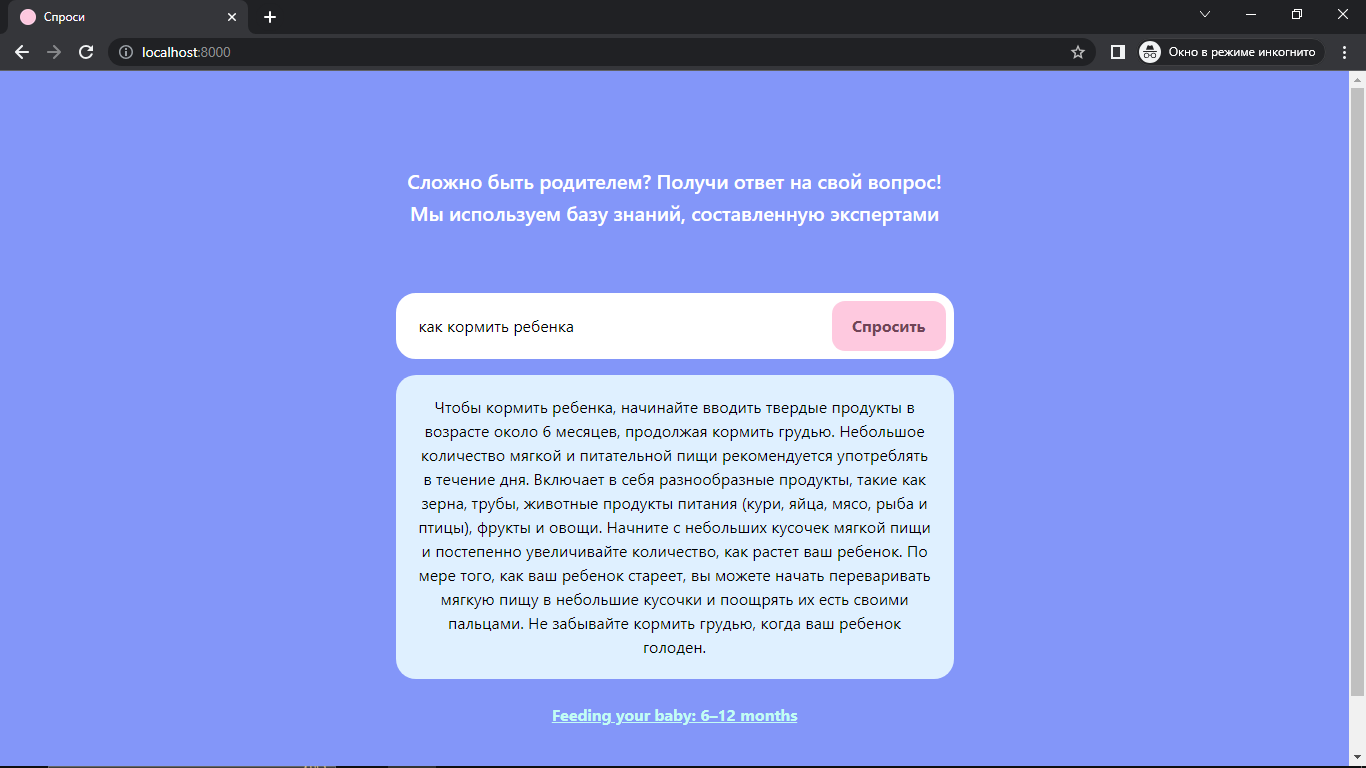 Спроси
localhost:8000
Окно в режиме инкогнито
Сложно быть родителем? Получи ответ на свой вопрос!
Мы используем базу знаний, составленную экспертами
как кормить ребенка
Спросить
Чтобы кормить ребенка, начинайте вводить твердые продукты в
возрасте около 6 месяцев, продолжая кормить грудью. Небольшое
количество мягкой и питательной пищи рекомендуется употреблять
в течение дня. Включает в себя разнообразные продукты, такие как
зерна, трубы, животные продукты питания (кури, яйца, мясо, рыба и
птицы), фрукты и овощи. Начните с небольших кусочек мягкой пищи
и постепенно увеличивайте количество, как растет ваш ребенок. По
мере того, как ваш ребенок стареет, вы можете начать переваривать
мягкую пищу в небольшие кусочки и поощрять их есть своими
пальцами. Не забывайте кормить грудью, когда ваш ребенок
голоден.
Feeding your baby: 6–12 months